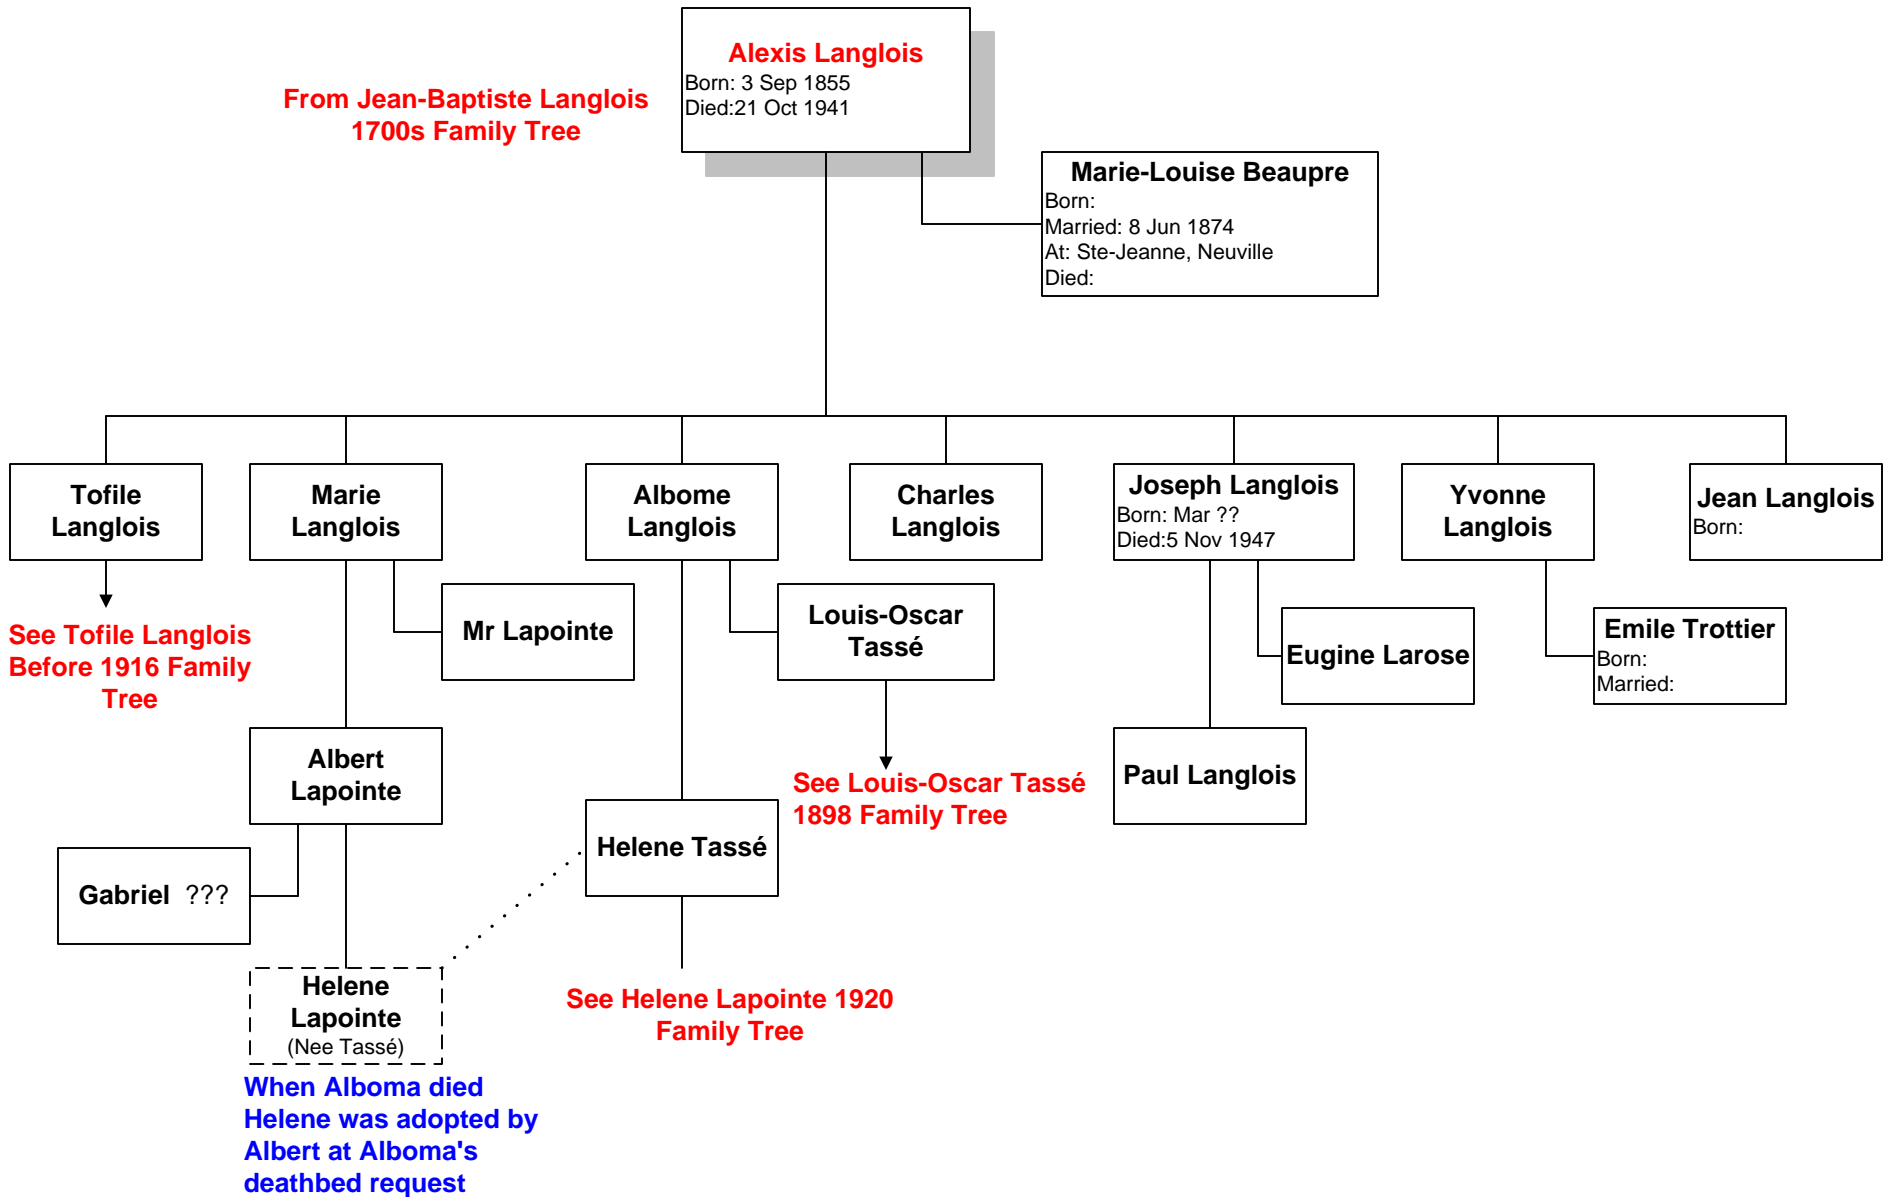 Alexis Langlois
Born: 3 Sep 1855
Died:21 Oct 1941
From Jean-Baptiste Langlois
1700s Family Tree
Marie-Louise Beaupre
Born:
Married: 8 Jun 1874
At: Ste-Jeanne, Neuville
Died:
Tofile
Langlois
Marie
Langlois
Albome
Langlois
Charles
Langlois
Joseph Langlois
Born: Mar ??
Died:5 Nov 1947
Yvonne
Langlois
Jean Langlois
Born:
See Tofile Langlois
Before 1916 Family
Tree
Mr Lapointe
Louis-Oscar
Tassé
Eugine Larose
Emile Trottier
Born:
Married:
Albert
Lapointe
See Louis-Oscar Tassé
1898 Family Tree
Paul Langlois
Gabriel ???
Helene Tassé
Helene
Lapointe
(Nee Tassé)
See Helene Lapointe 1920
Family Tree
When Alboma died
Helene was adopted by
Albert at Alboma's
deathbed request